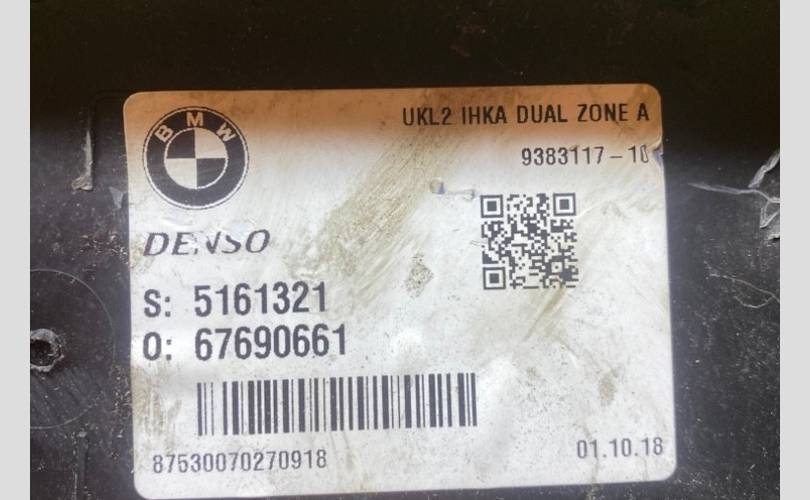 BMW
UKL2 IHKA DUAL ZONE A
9383117-10
DENSO
S: 5161321
O: 67690661
87530070270918
01.10.18